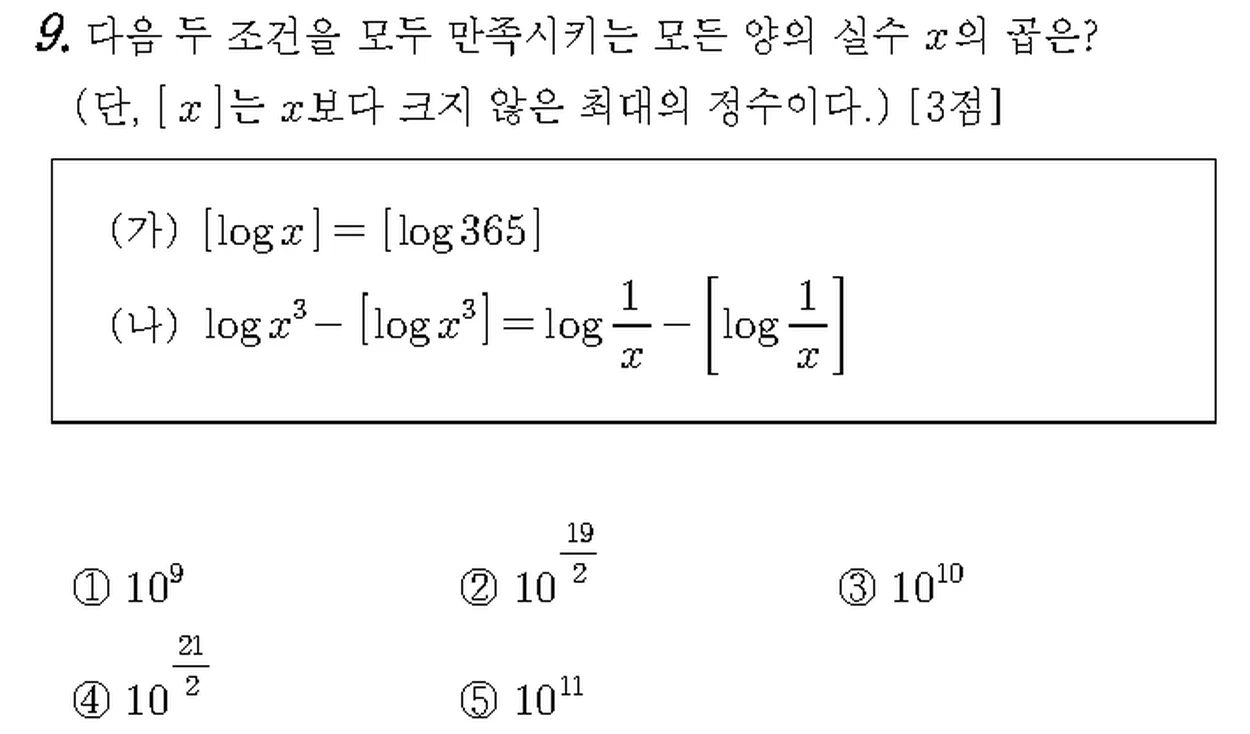 9. 다음 두 조건을 모두 만족시키는 모든 양의 실수 x의 곱은?
(단, [x]는 x보다 크지 않은 최대의 정수이다.) [3점]
(가) [log x] = [log 365]
(나) log x³ − [log x³] = log 1/x − [log 1/x]
① 10⁹ ② 10^(19/2) ③ 10¹⁰
④ 10^(21/2) ⑤ 10¹¹